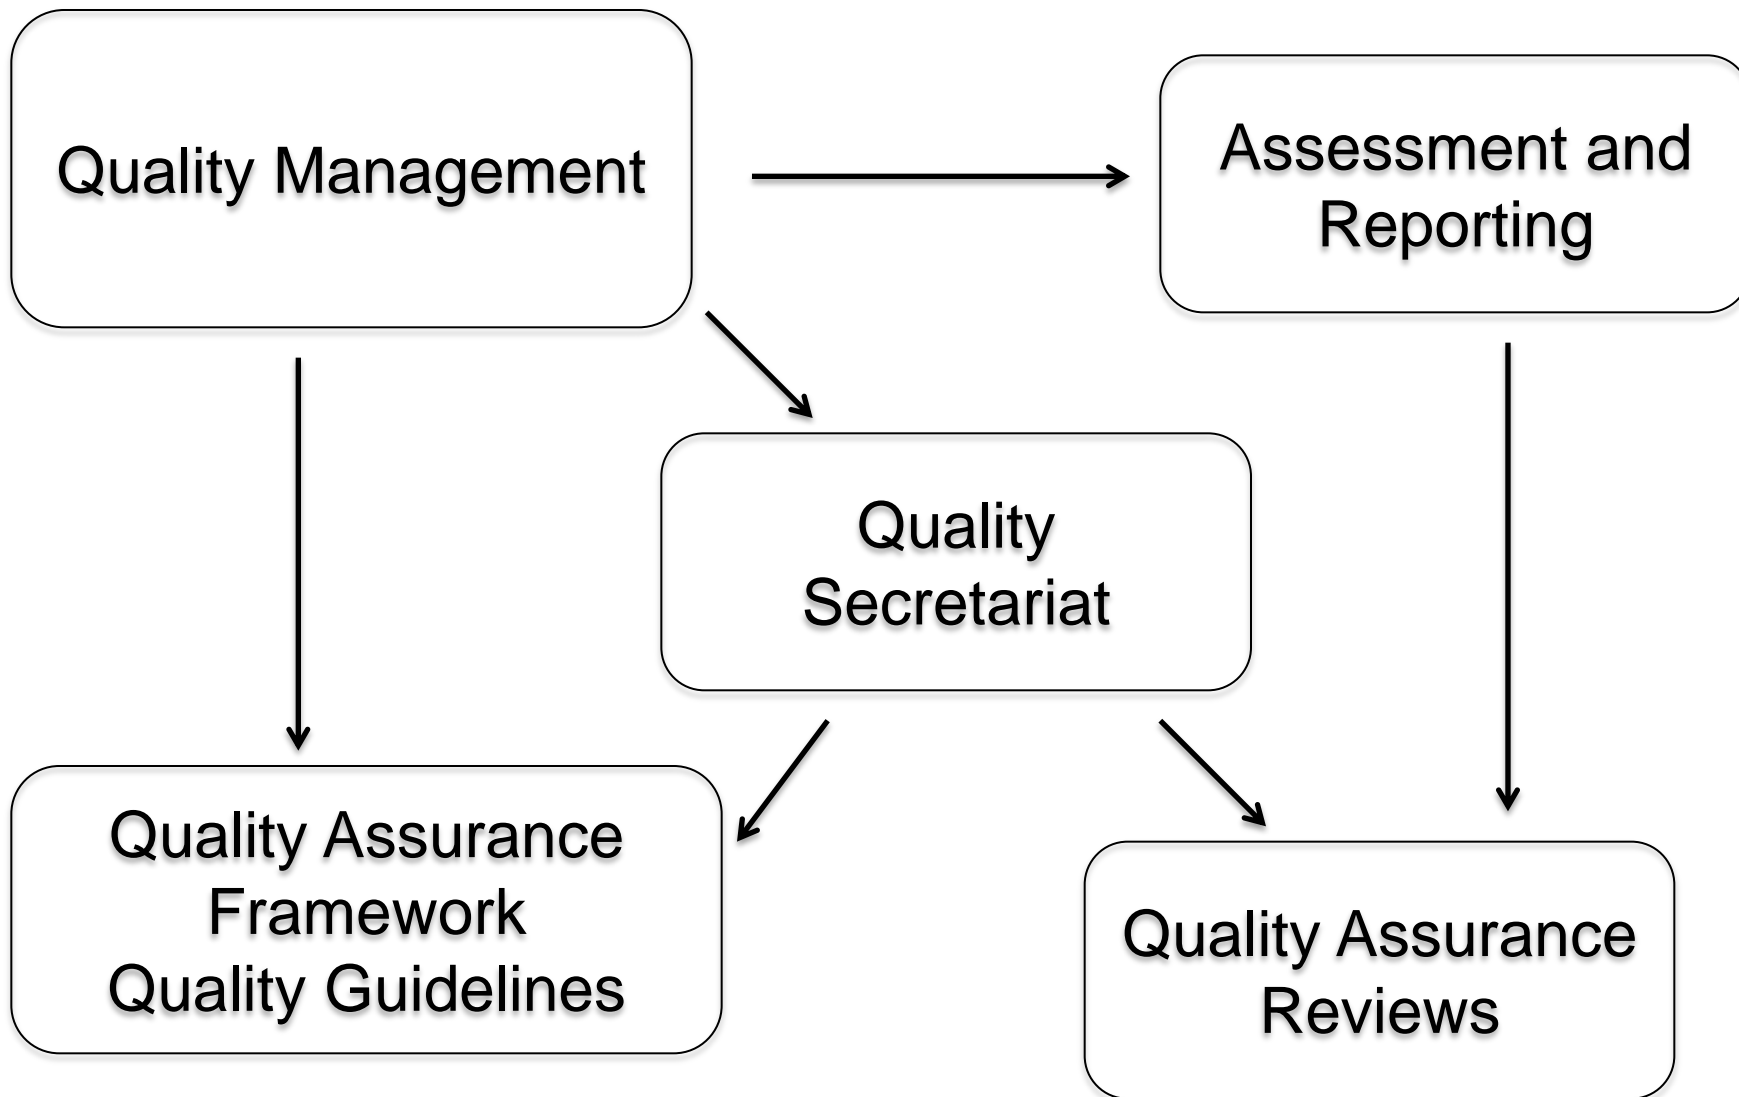 Quality Management
Assessment and
Reporting
Quality
Secretariat
Quality Assurance
Framework
Quality Guidelines
Quality Assurance
Reviews